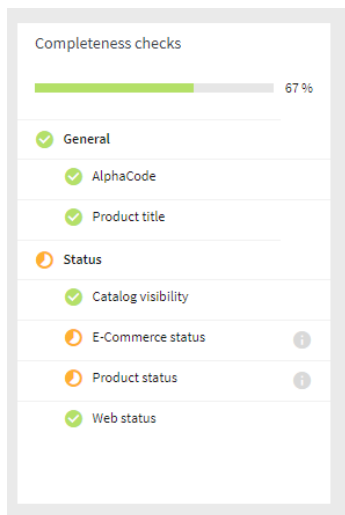 Completeness checks
67 %
General
AlphaCode
Product title
Status
Catalog visibility
E-Commerce status
Product status
Web status